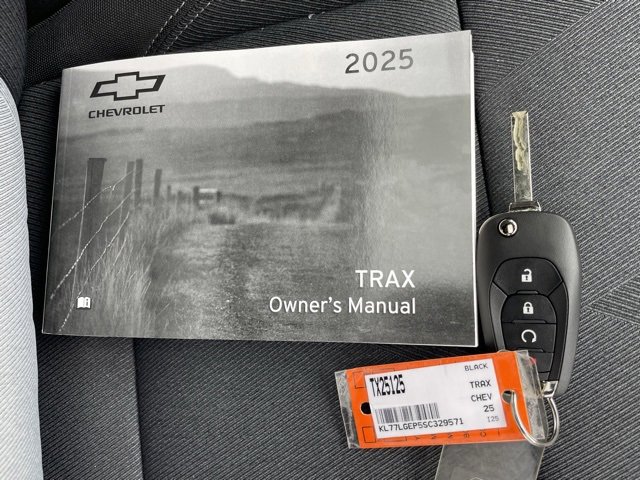 2025
CHEVROLET
TRAX
Owner's Manual
BLACK
TX25125
TRAX
CHEV
25
KL77LGEP5SC329571
125